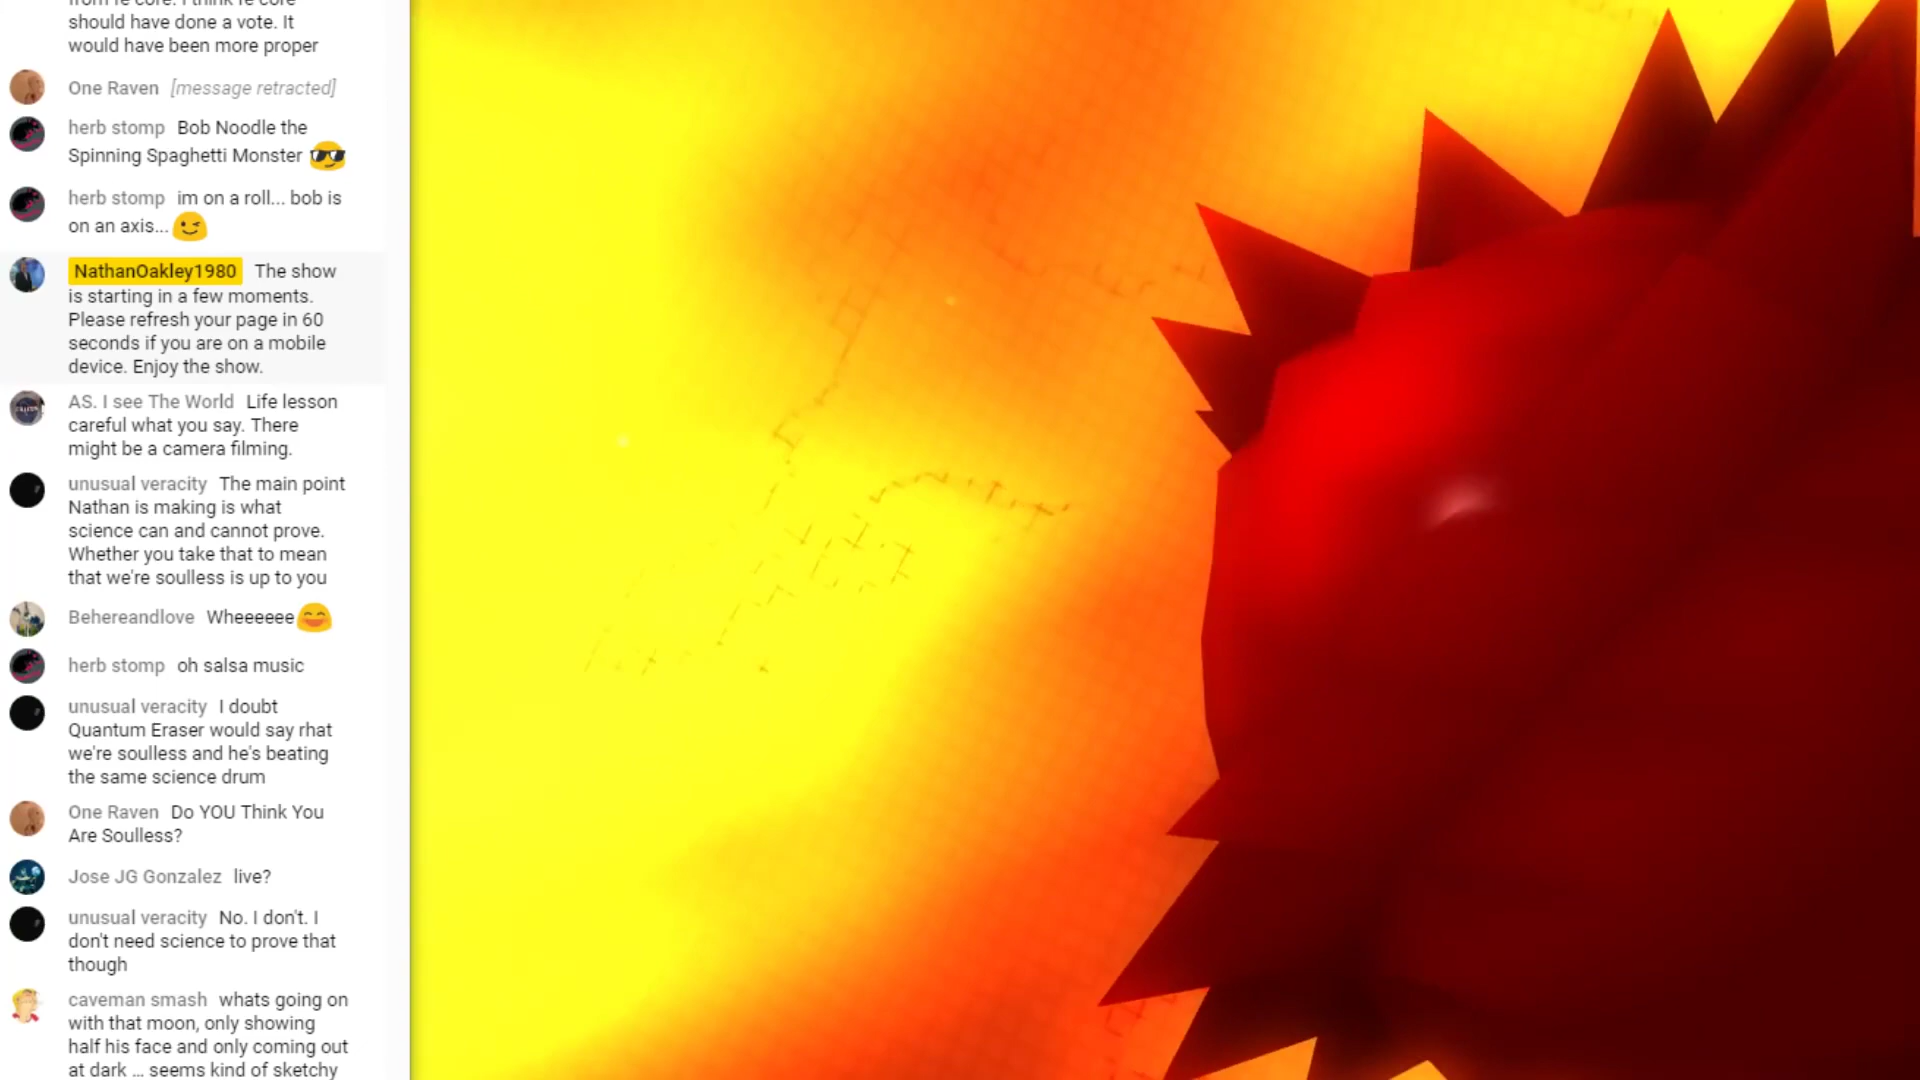 should have done a vote. It
would have been more proper
One Raven [message retracted]
herb stomp Bob Noodle the
Spinning Spaghetti Monster
herb stomp im on a roll... bob is
on an axis...
NathanOakley1980 The show
is starting in a few moments.
Please refresh your page in 60
seconds if you are on a mobile
device. Enjoy the show.
AS. I see The World Life lesson
careful what you say. There
might be a camera filming.
unusual veracity The main point
Nathan is making is what
science can and cannot prove.
Whether you take that to mean
that we're soulless is up to you
Behereandlove Wheeeeee
herb stomp oh salsa music
unusual veracity I doubt
Quantum Eraser would say rhat
we're soulless and he's beating
the same science drum
One Raven Do YOU Think You
Are Soulless?
Jose JG Gonzalez live?
unusual veracity No. I don't. I
don't need science to prove that
though
caveman smash whats going on
with that moon, only showing
half his face and only coming out
at dark ... seems kind of sketchy